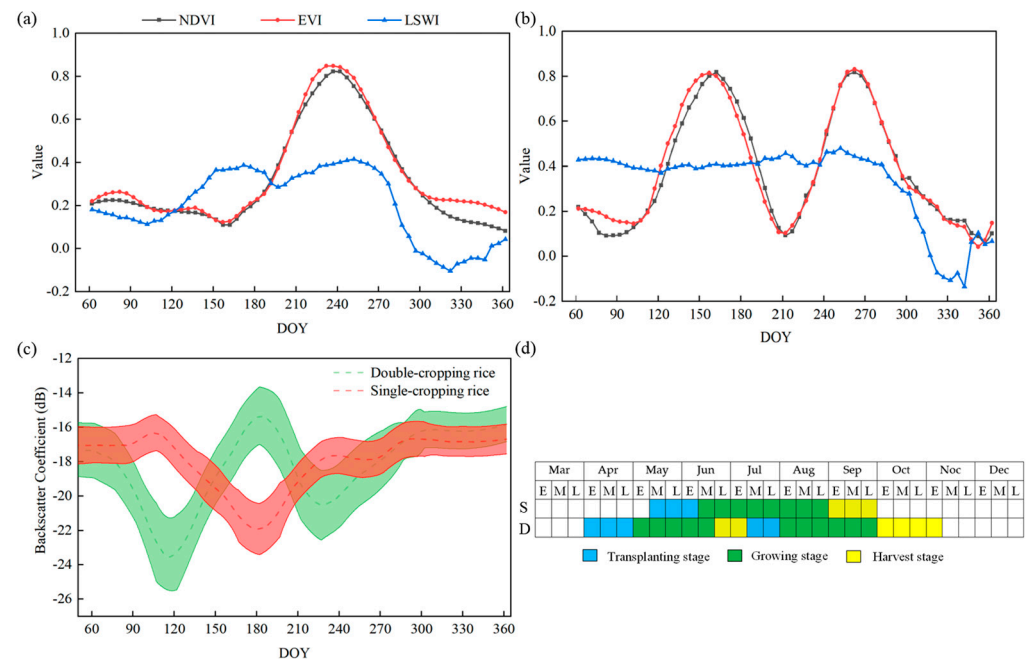 (a)
NDVI EVI LSWI
1.0
0.8
0.6
0.4
0.2
0.0
-0.2
Value
60 90 120 150 180 210 240 270 300 330 360
DOY
(b)
1.0
0.8
0.6
0.4
0.2
0.0
-0.2
Value
60 90 120 150 180 210 240 270 300 330 360
DOY
(c)
Double-cropping rice
Single-cropping rice
-12
-14
-16
-18
-20
-22
-24
-26
Backscatter Coefficient (dB)
60 90 120 150 180 210 240 270 300 330 360
DOY
(d)
Mar Apr May Jun Jul Aug Sep Oct Noc Dec
E M L E M L E M L E M L E M L E M L E M L E M L E M L E M L
S
D
Transplanting stage Growing stage Harvest stage